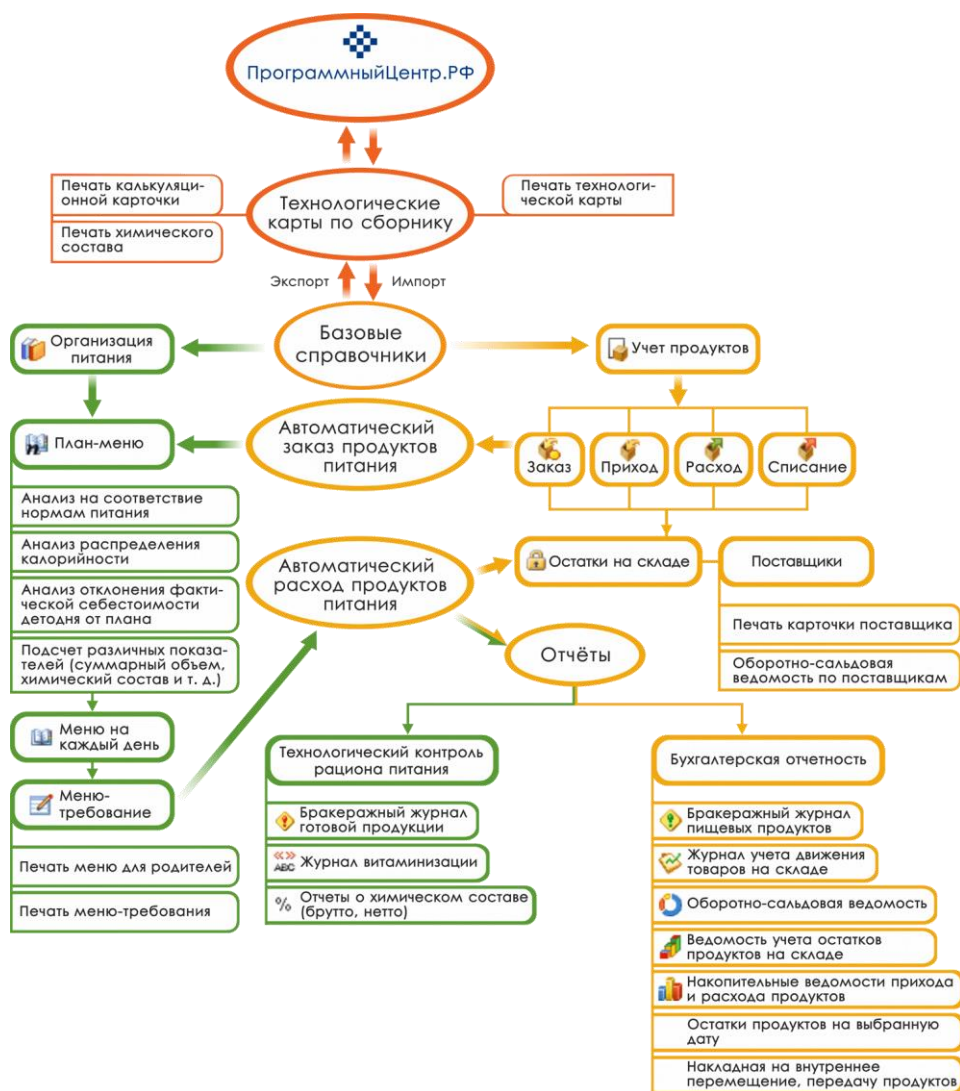 ПрограммныйЦентр.РФ
Печать калькуляци-
онной карточки
Печать химического
состава
Технологические
карты по сборнику
Печать технологи-
ческой карты
Экспорт
Импорт
Базовые
справочники
Организация
питания
Учет продуктов
План-меню
Автоматический
заказ продуктов
питания
Заказ
Приход
Расход
Списание
Анализ на соответствие
нормам питания
Анализ распределения
калорийности
Анализ отклонения факти-
ческой себестоимости
детодня от плана
Подсчет различных показа-
телей (суммарный объем,
химический состав и т. д.)
Автоматический
расход продуктов
питания
Остатки на складе
Поставщики
Печать карточки поставщика
Оборотно-сальдовая
ведомость по поставщикам
Отчёты
Меню на
каждый день
Меню-
требование
Печать меню для родителей
Печать меню-требования
Технологический контроль
рациона питания
Бракеражный журнал
готовой продукции
ABC
Журнал витаминизации
%
Отчеты о химическом составе
(брутто, нетто)
Бухгалтерская отчетность
Бракеражный журнал
пищевых продуктов
Журнал учета движения
товаров на складе
Оборотно-сальдовая ведомость
Ведомость учета остатков
продуктов на складе
Накопительные ведомости прихода
и расхода продуктов
Остатки продуктов на выбранную
дату
Накладная на внутреннее
перемещение, передачу продуктов